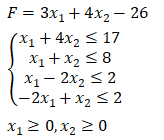 F = 3x₁ + 4x₂ − 26
x₁ + 4x₂ ≤ 17
x₁ + x₂ ≤ 8
x₁ − 2x₂ ≤ 2
−2x₁ + x₂ ≤ 2
x₁ ≥ 0, x₂ ≥ 0